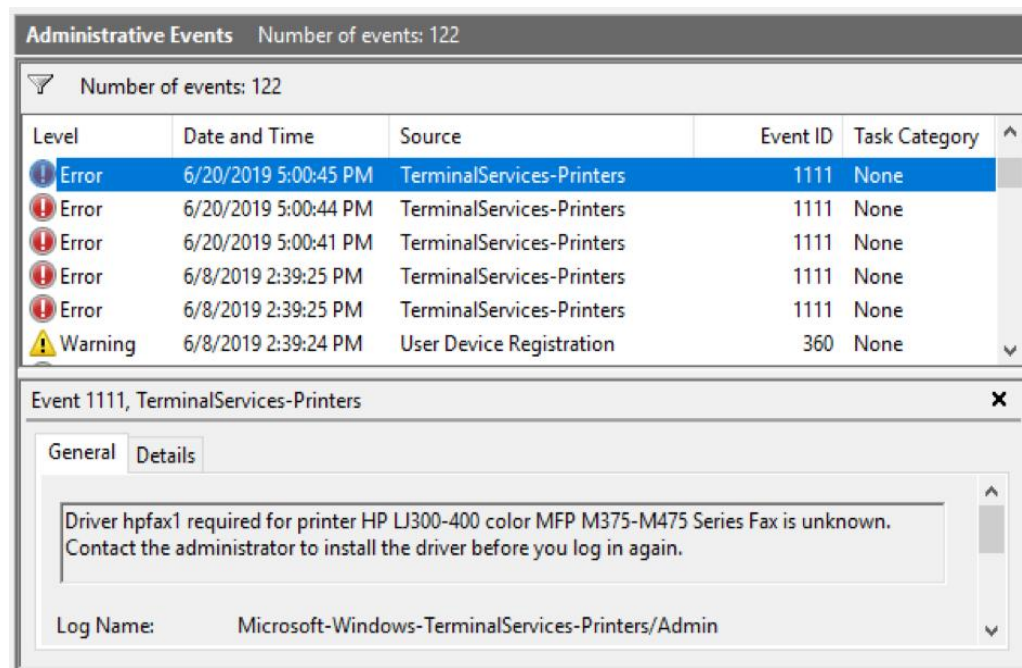 Administrative Events Number of events: 122
Number of events: 122
Level Date and Time Source Event ID Task Category
Error 6/20/2019 5:00:45 PM TerminalServices-Printers 1111 None
Error 6/20/2019 5:00:44 PM TerminalServices-Printers 1111 None
Error 6/20/2019 5:00:41 PM TerminalServices-Printers 1111 None
Error 6/8/2019 2:39:25 PM TerminalServices-Printers 1111 None
Error 6/8/2019 2:39:25 PM TerminalServices-Printers 1111 None
Warning 6/8/2019 2:39:24 PM User Device Registration 360 None
Event 1111, TerminalServices-Printers
General Details
Driver hpfax1 required for printer HP LJ300-400 color MFP M375-M475 Series Fax is unknown.
Contact the administrator to install the driver before you log in again.
Log Name: Microsoft-Windows-TerminalServices-Printers/Admin